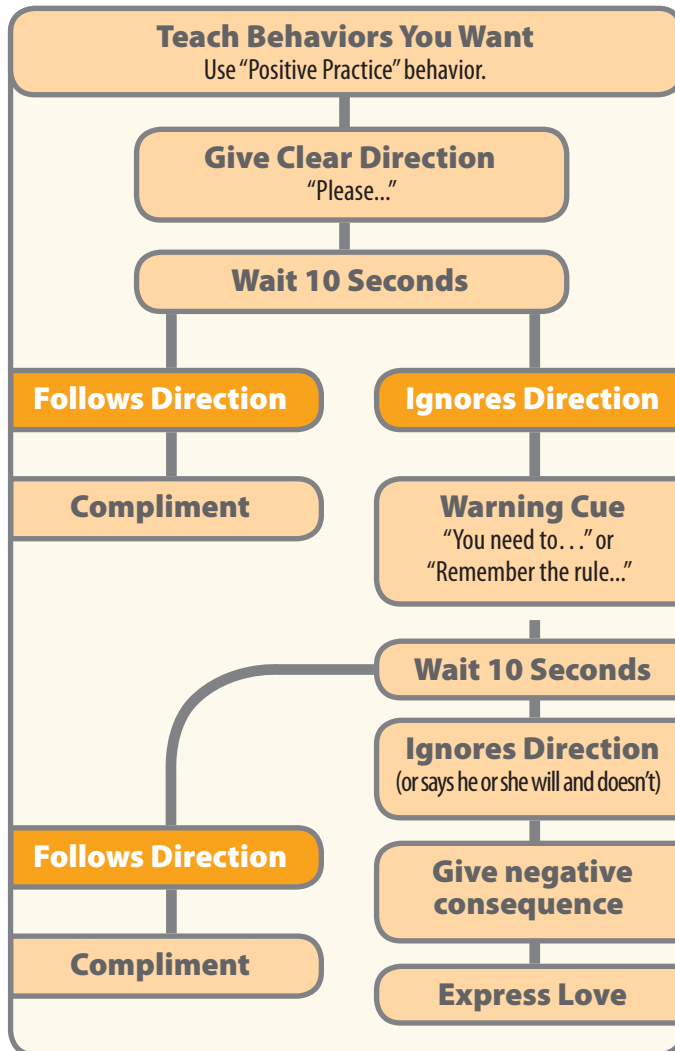 Teach Behaviors You Want
Use “Positive Practice” behavior.
Give Clear Direction
“Please...”
Wait 10 Seconds
Follows Direction
Compliment
Ignores Direction
Warning Cue
“You need to...” or
“Remember the rule...”
Wait 10 Seconds
Follows Direction
Compliment
Ignores Direction
(or says he or she will and doesn’t)
Give negative
consequence
Express Love